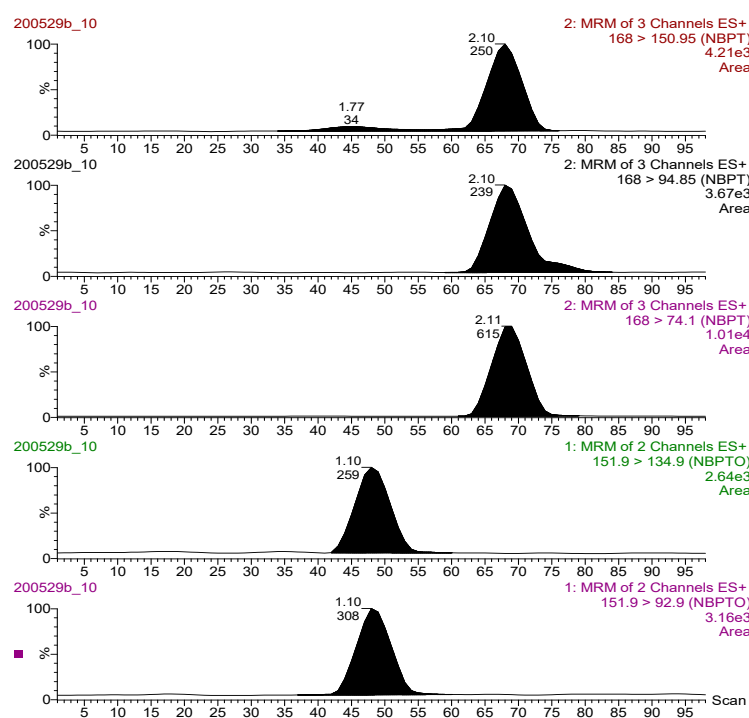 200529b_10
2: MRM of 3 Channels ES+
168 > 150.95 (NBPT)
4.21e3
Area
100
%
0
2.10
250
1.77
34
5 10 15 20 25 30 35 40 45 50 55 60 65 70 75 80 85 90 95
200529b_10
2: MRM of 3 Channels ES+
168 > 94.85 (NBPT)
3.67e3
Area
100
%
0
2.10
239
5 10 15 20 25 30 35 40 45 50 55 60 65 70 75 80 85 90 95
200529b_10
2: MRM of 3 Channels ES+
168 > 74.1 (NBPT)
1.01e4
Area
100
%
0
2.11
615
5 10 15 20 25 30 35 40 45 50 55 60 65 70 75 80 85 90 95
200529b_10
1: MRM of 2 Channels ES+
151.9 > 134.9 (NBPTO)
2.64e3
Area
100
%
0
1.10
259
5 10 15 20 25 30 35 40 45 50 55 60 65 70 75 80 85 90 95
200529b_10
1: MRM of 2 Channels ES+
151.9 > 92.9 (NBPTO)
3.16e3
Area
100
%
0
1.10
308
Scan
5 10 15 20 25 30 35 40 45 50 55 60 65 70 75 80 85 90 95